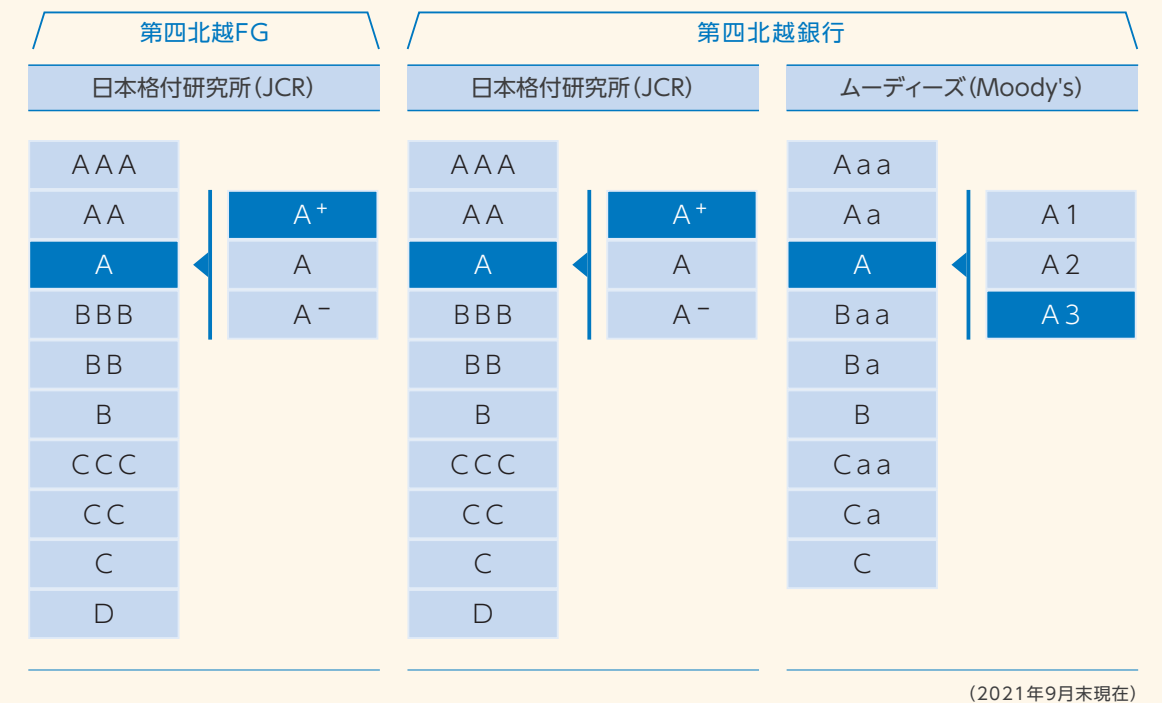 第四北越FG
日本格付研究所(JCR)
AAA
AA
A
BBB
BB
B
CCC
CC
C
D
A+
A
A−
第四北越銀行
日本格付研究所(JCR)
AAA
AA
A
BBB
BB
B
CCC
CC
C
D
A+
A
A−
ムーディーズ(Moody's)
Aaa
Aa
A
Baa
Ba
B
Caa
Ca
C
A1
A2
A3
(2021年9月末現在)